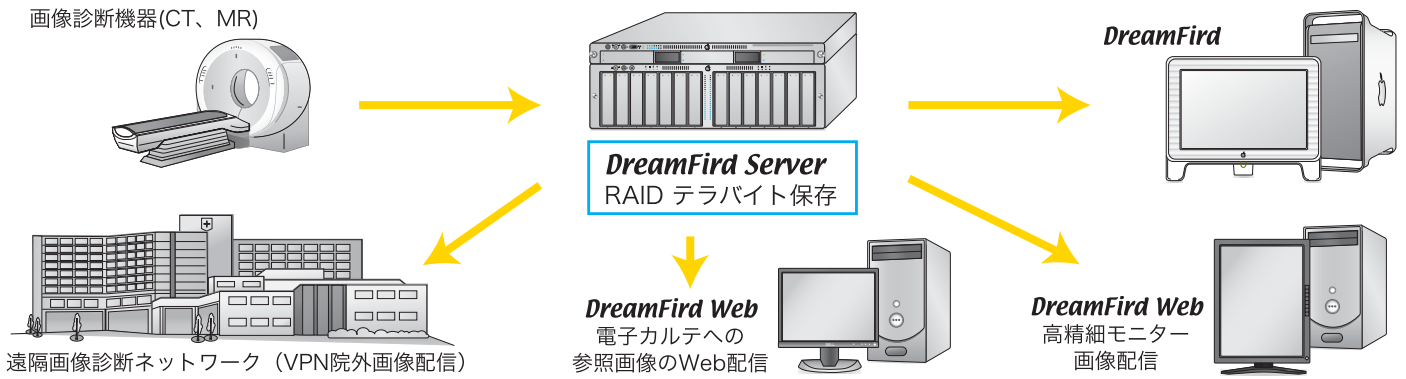 画像診断機器(CT、MR)
DreamFird Server
RAID テラバイト保存
DreamFird
遠隔画像診断ネットワーク（VPN院外画像配信）
DreamFird Web
電子カルテへの
参照画像のWeb配信
DreamFird Web
高精細モニター
画像配信